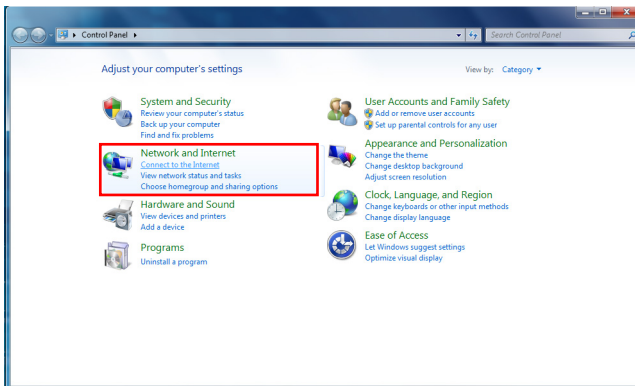 Control Panel
Search Control Panel
Adjust your computer's settings
View by: Category
System and Security
Review your computer's status
Back up your computer
Find and fix problems
Network and Internet
Connect to the Internet
View network status and tasks
Choose homegroup and sharing options
Hardware and Sound
View devices and printers
Add a device
Programs
Uninstall a program
User Accounts and Family Safety
Add or remove user accounts
Set up parental controls for any user
Appearance and Personalization
Change the theme
Change desktop background
Adjust screen resolution
Clock, Language, and Region
Change keyboards or other input methods
Change display language
Ease of Access
Let Windows suggest settings
Optimize visual display